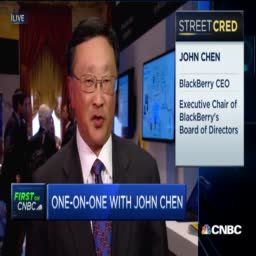 LIVE
STREETCRED
JOHN CHEN
BlackBerry CEO
Executive Chair of
BlackBerry's
Board of Directors
FIRST ON
CNBC
ONE-ON-ONE WITH JOHN CHEN
CNBC